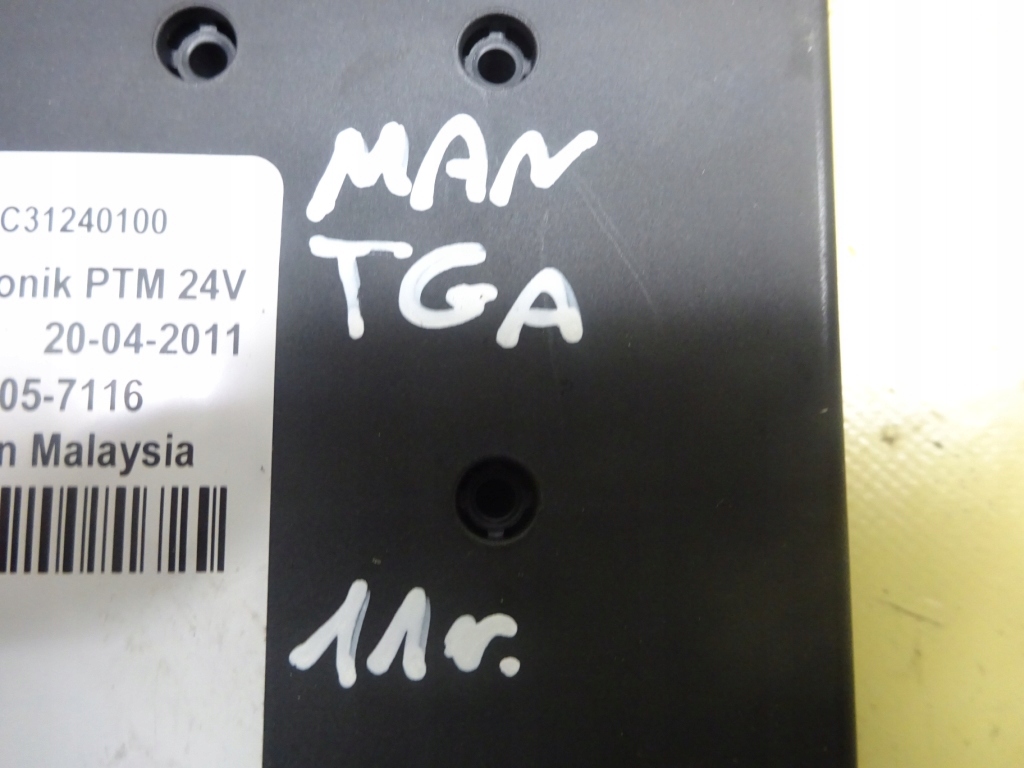 C31240100
onik PTM 24V
20-04-2011
05-7116
n Malaysia
MAN
TGA
11r.